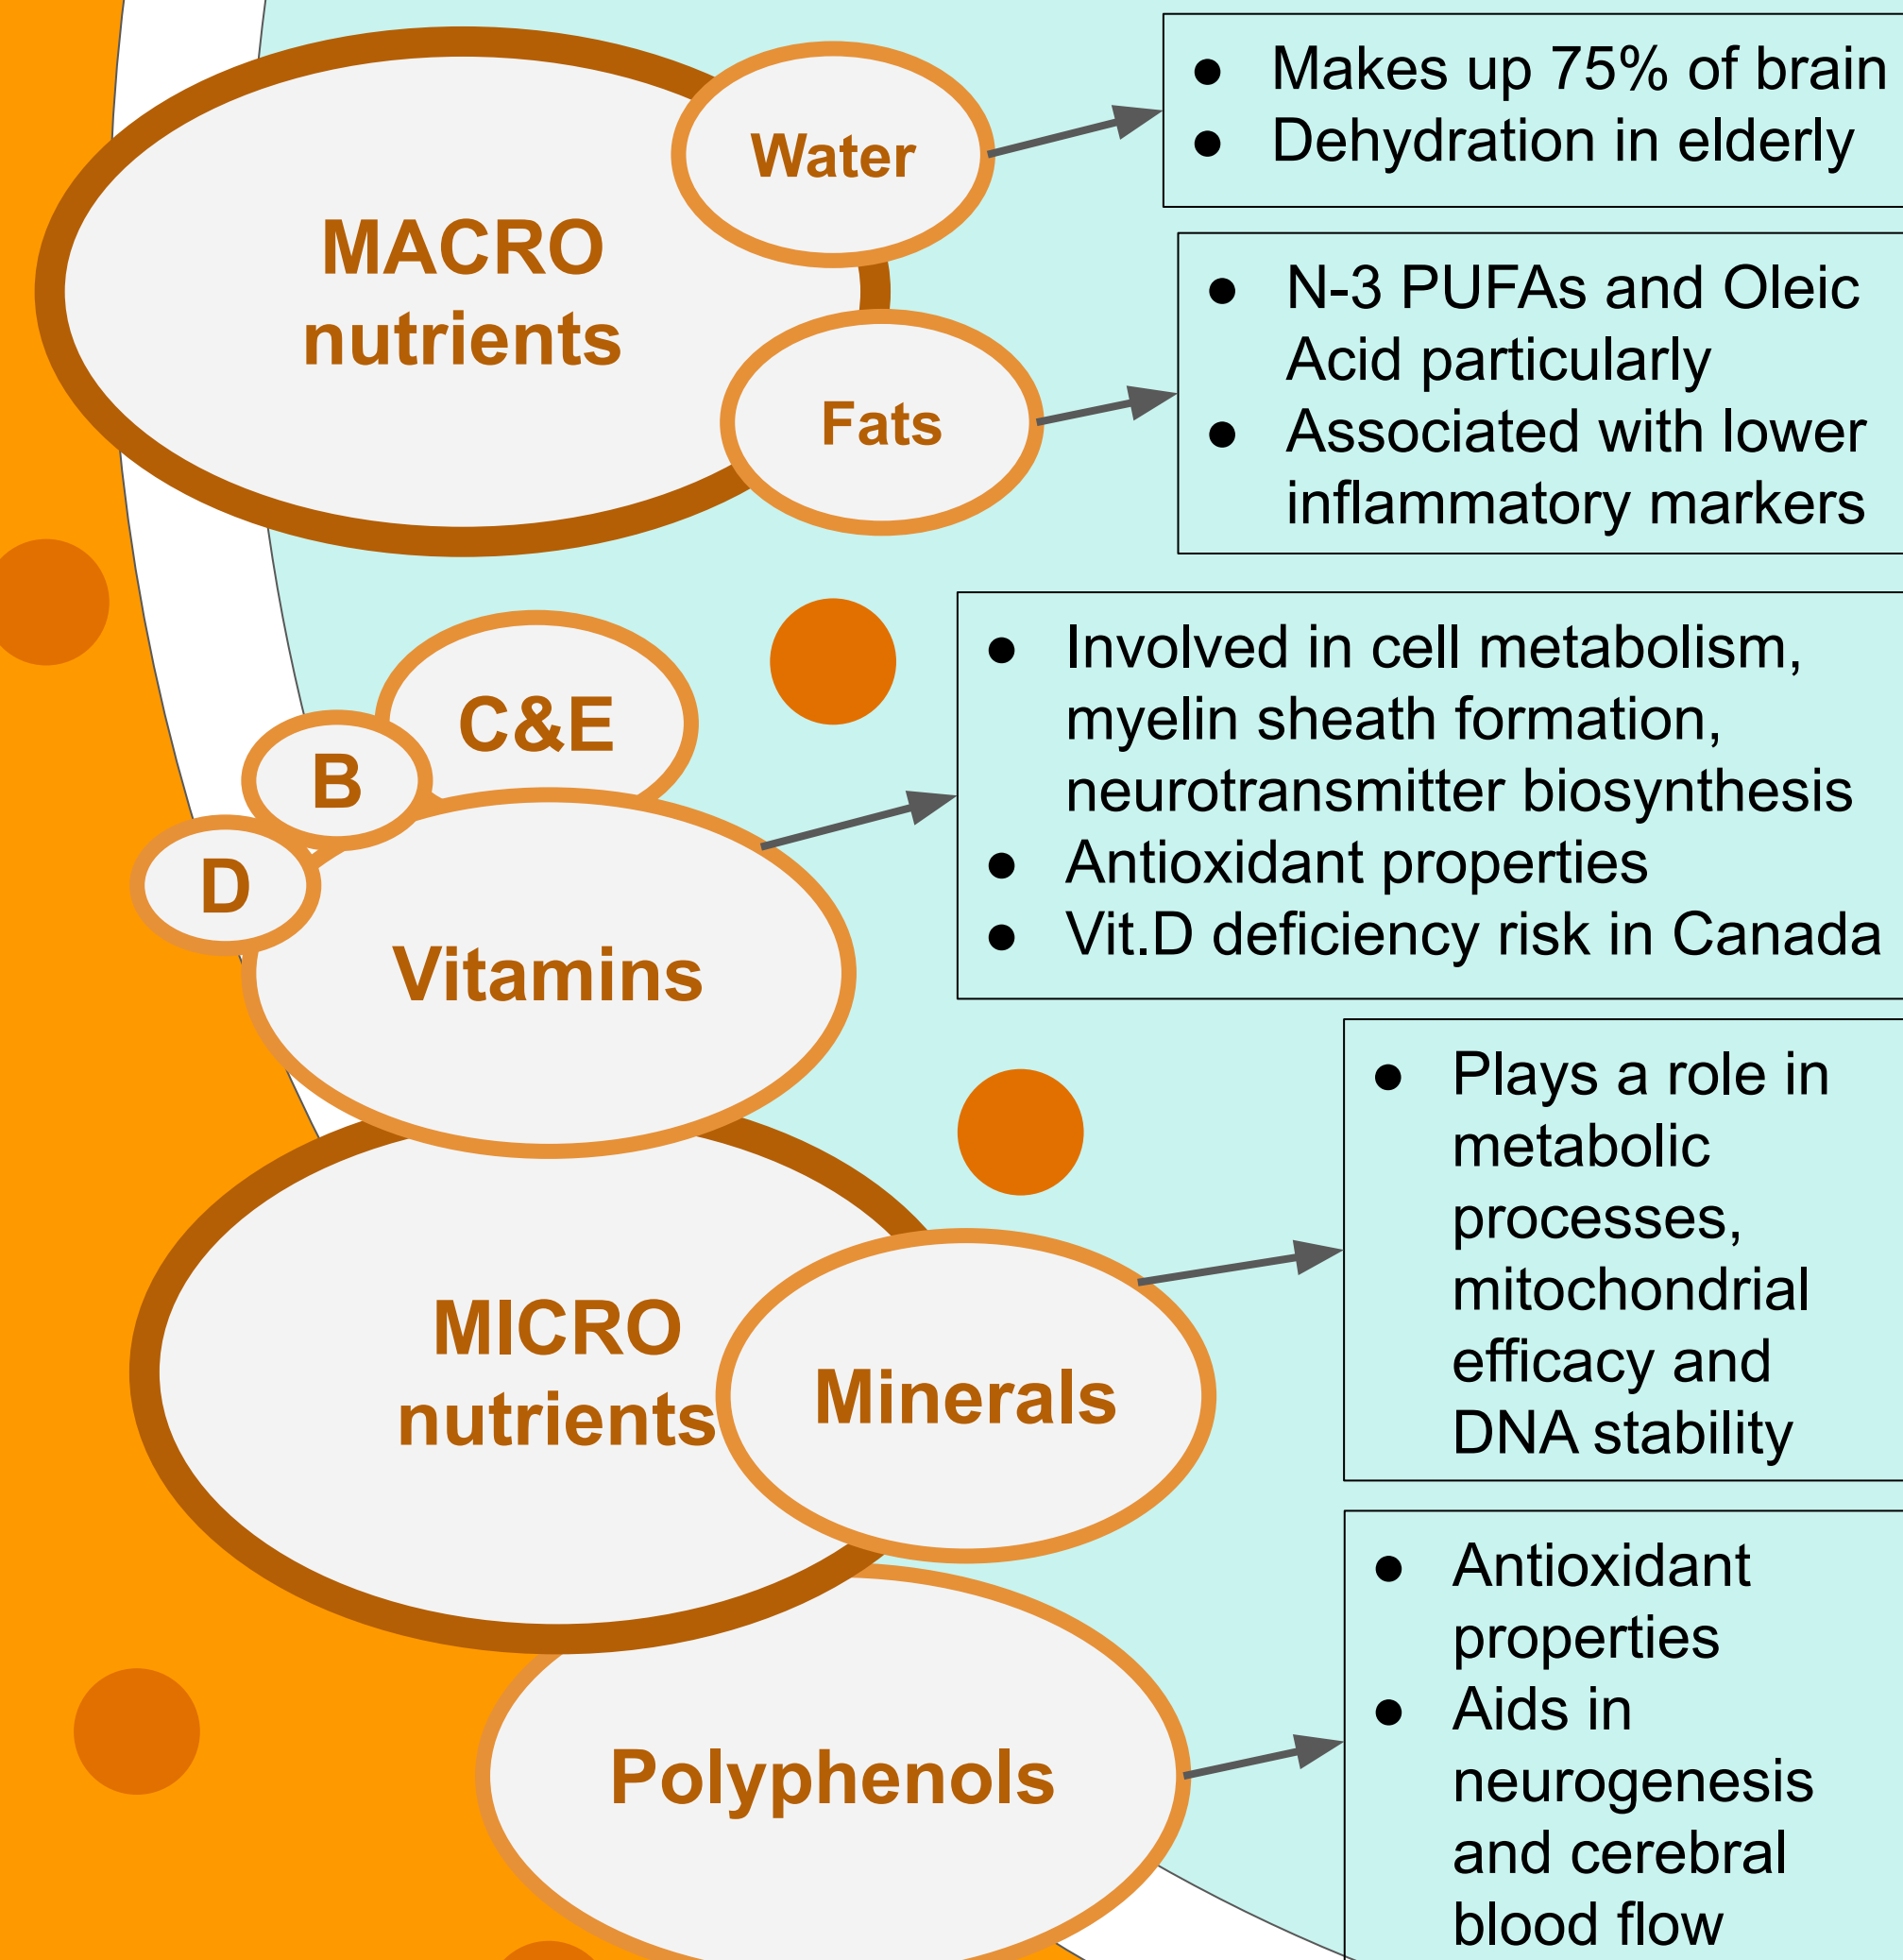 MACRO
nutrients
Water
● Makes up 75% of brain
● Dehydration in elderly
Fats
● N-3 PUFAs and Oleic
Acid particularly
● Associated with lower
inflammatory markers
C&E
B
D
Vitamins
● Involved in cell metabolism,
myelin sheath formation,
neurotransmitter biosynthesis
● Antioxidant properties
● Vit.D deficiency risk in Canada
MICRO
nutrients
Minerals
● Plays a role in
metabolic
processes,
mitochondrial
efficacy and
DNA stability
Polyphenols
● Antioxidant
properties
● Aids in
neurogenesis
and cerebral
blood flow